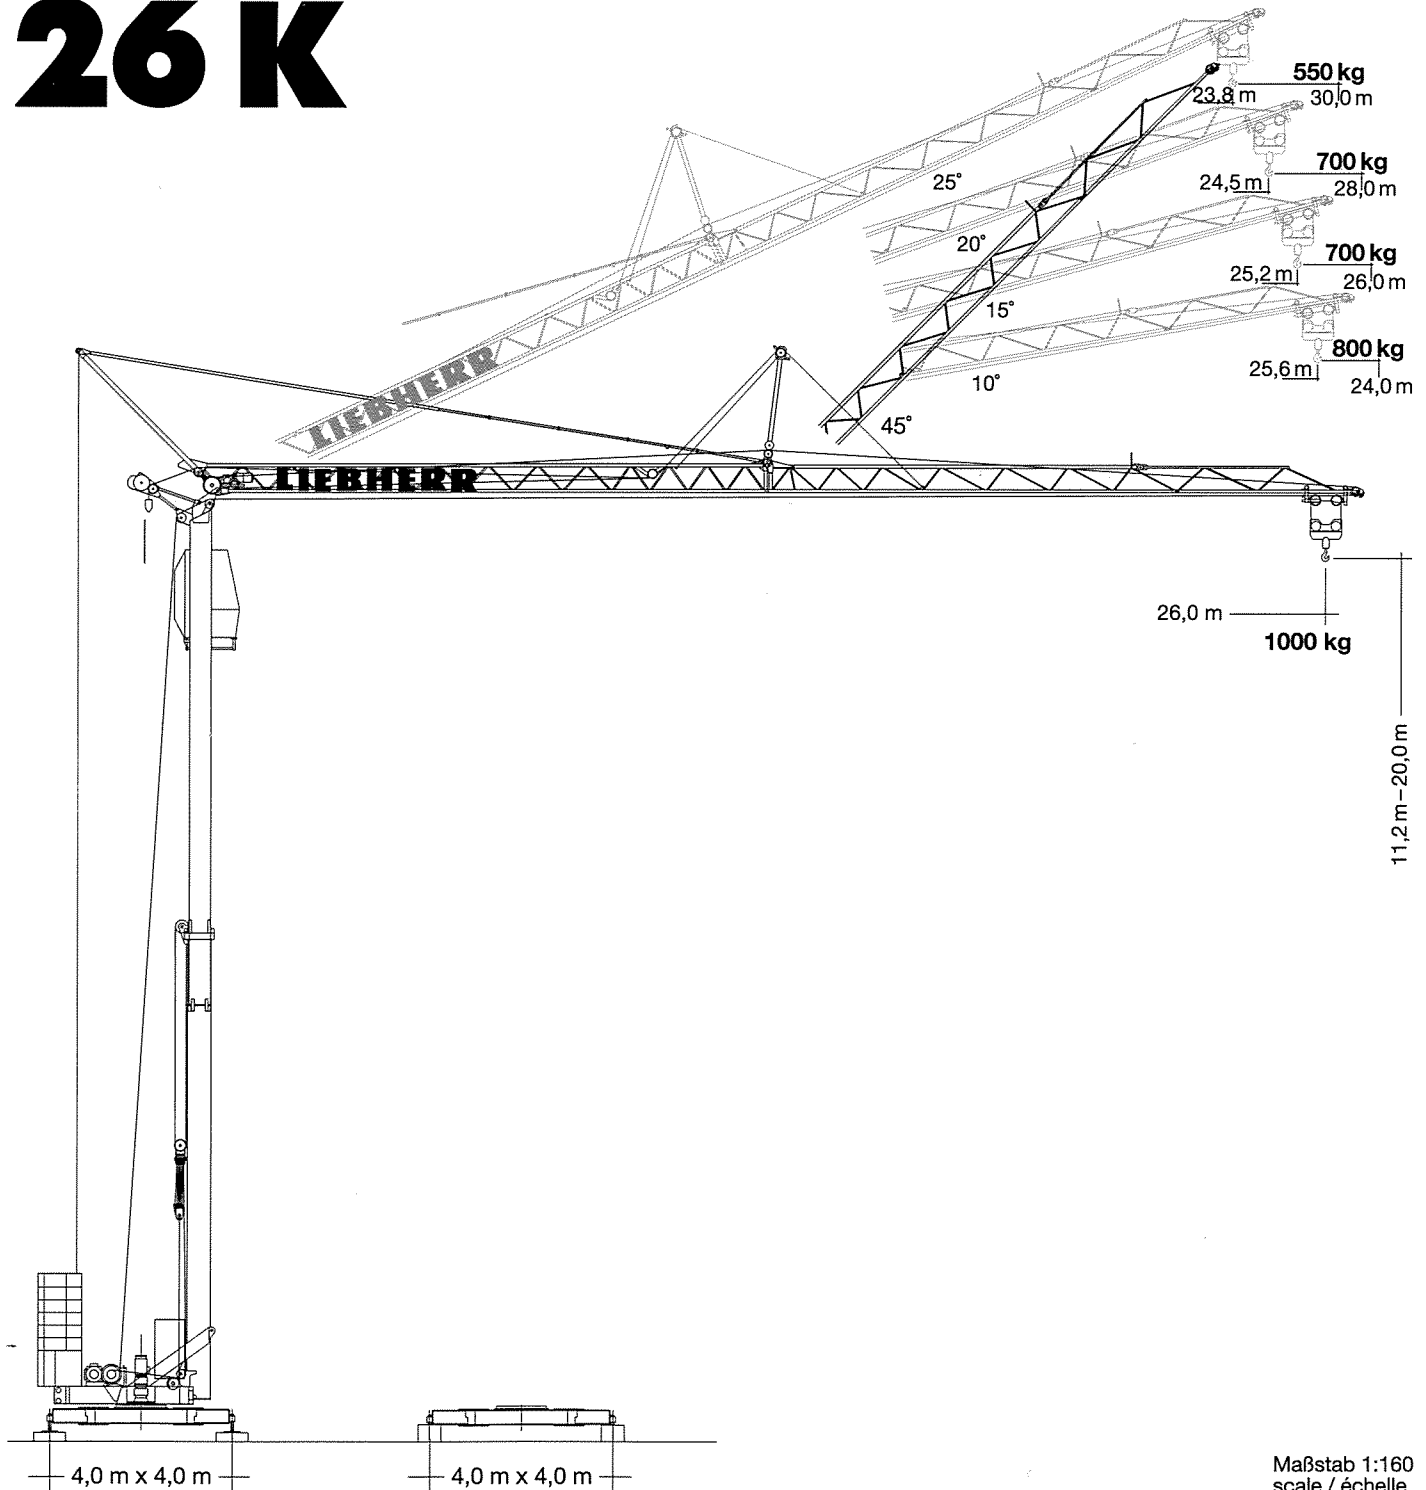 26 K
550 kg
23,8 m
30,0 m
25°
700 kg
24,5 m
28,0 m
20°
700 kg
25,2 m
26,0 m
15°
800 kg
25,6 m
24,0 m
10°
45°
LIEBHERR
LIEBHERR
26,0 m
1000 kg
11,2 m – 20,0 m
4,0 m x 4,0 m
4,0 m x 4,0 m
Maßstab 1:160
scale / échelle